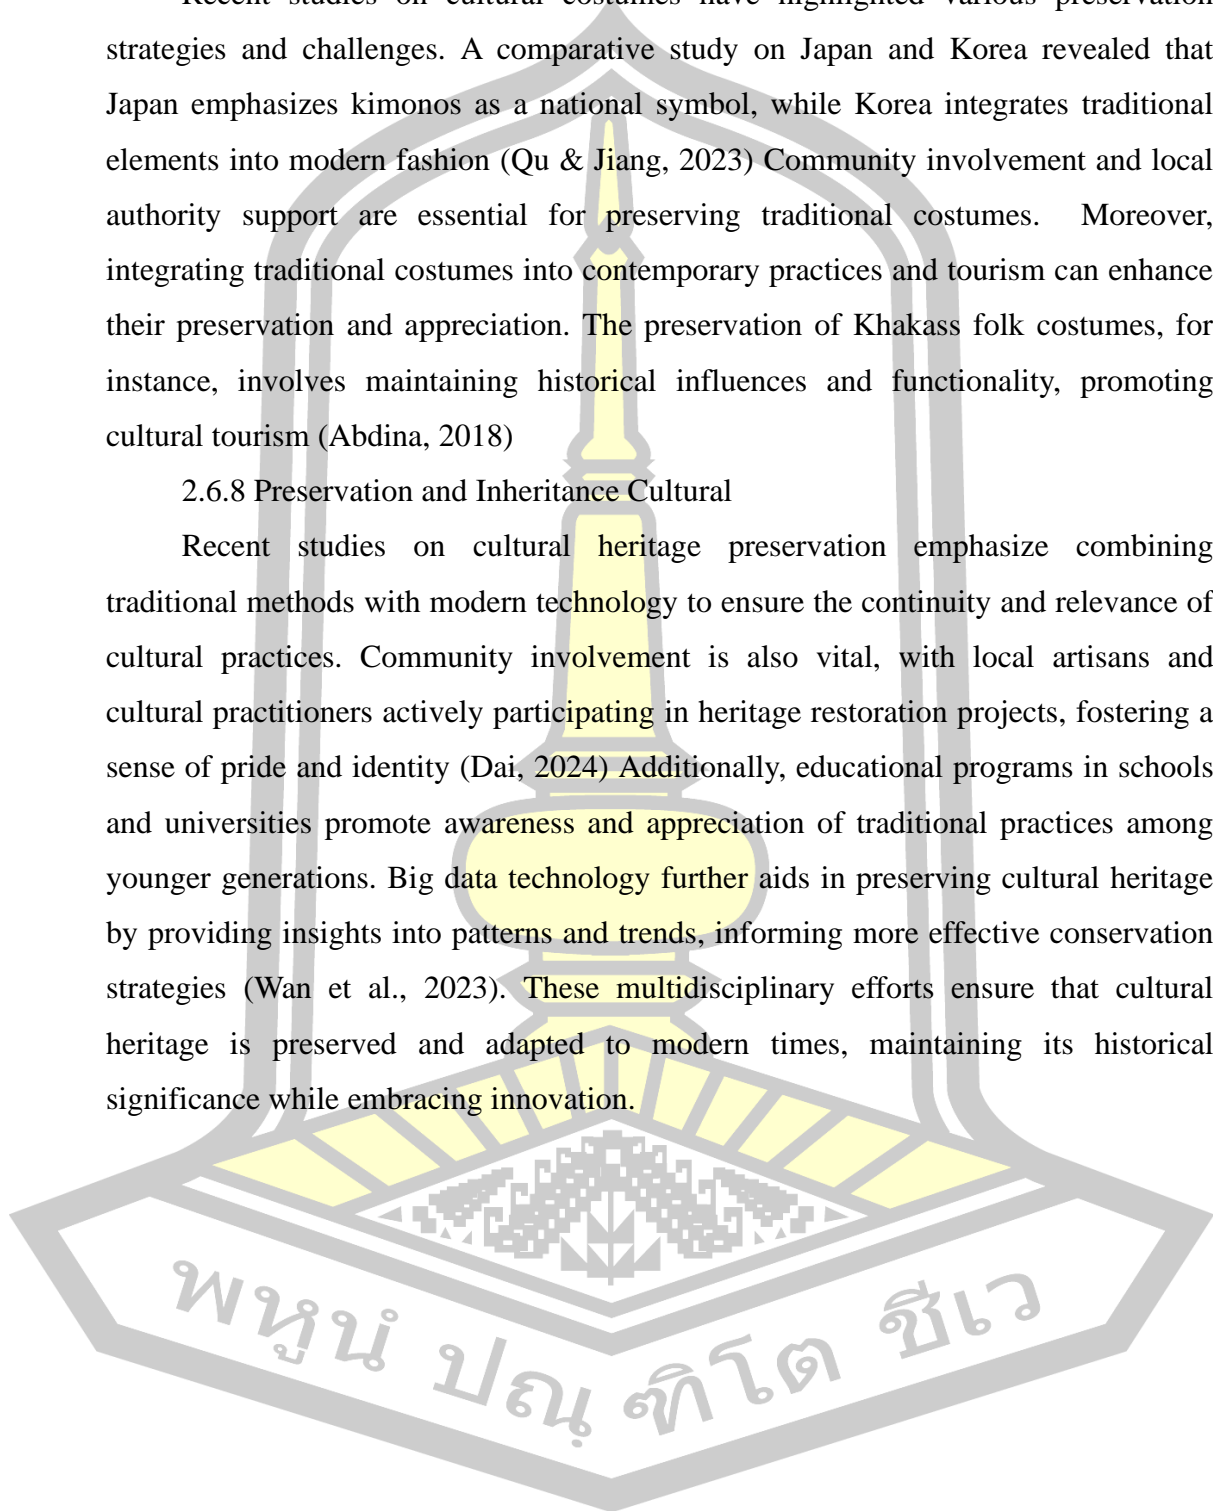 Recent studies on cultural costumes have highlighted various preservation
strategies and challenges. A comparative study on Japan and Korea revealed that
Japan emphasizes kimonos as a national symbol, while Korea integrates traditional
elements into modern fashion (Qu & Jiang, 2023) Community involvement and local
authority support are essential for preserving traditional costumes. Moreover,
integrating traditional costumes into contemporary practices and tourism can enhance
their preservation and appreciation. The preservation of Khakass folk costumes, for
instance, involves maintaining historical influences and functionality, promoting
cultural tourism (Abdina, 2018)
2.6.8 Preservation and Inheritance Cultural
Recent studies on cultural heritage preservation emphasize combining
traditional methods with modern technology to ensure the continuity and relevance of
cultural practices. Community involvement is also vital, with local artisans and
cultural practitioners actively participating in heritage restoration projects, fostering a
sense of pride and identity (Dai, 2024) Additionally, educational programs in schools
and universities promote awareness and appreciation of traditional practices among
younger generations. Big data technology further aids in preserving cultural heritage
by providing insights into patterns and trends, informing more effective conservation
strategies (Wan et al., 2023). These multidisciplinary efforts ensure that cultural
heritage is preserved and adapted to modern times, maintaining its historical
significance while embracing innovation.
พหูนํ ปณฺฑิโต ชีเว